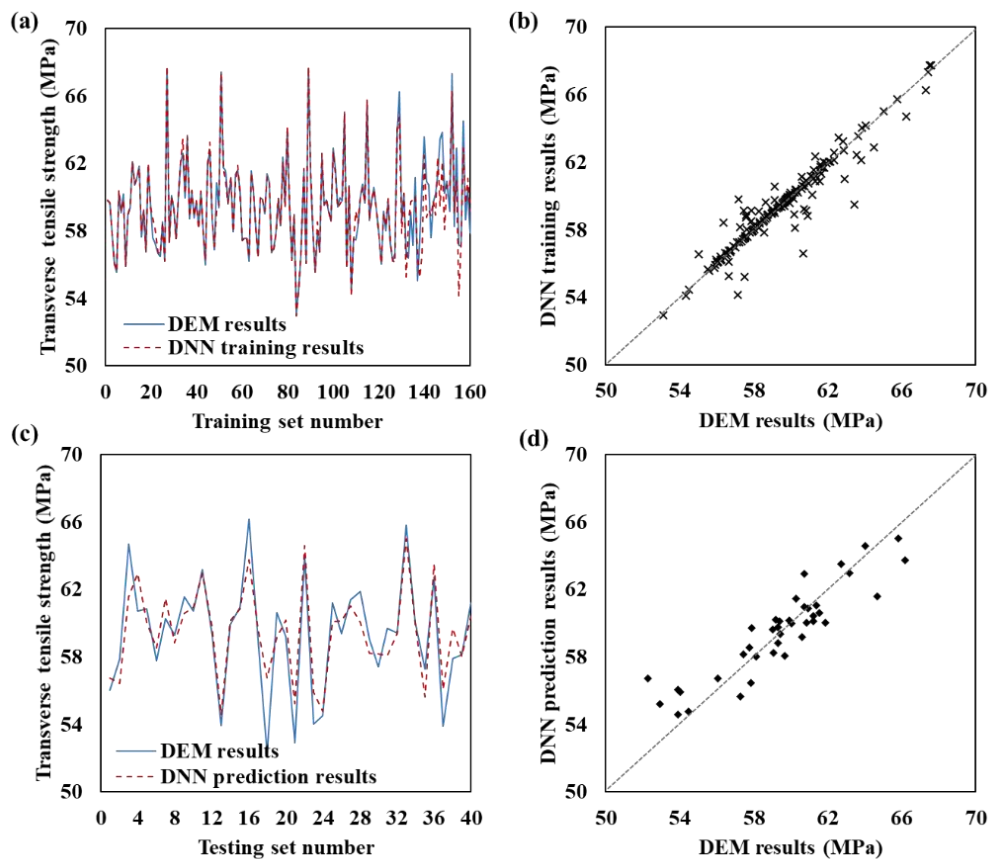 (a)
Transverse tensile strength (MPa)
70
66
62
58
54
50
DEM results
DNN training results
0 20 40 60 80 100 120 140 160
Training set number
(b)
DNN training results (MPa)
70
66
62
58
54
50
50 54 58 62 66 70
DEM results (MPa)
(c)
Transverse tensile strength (MPa)
70
66
62
58
54
50
DEM results
DNN prediction results
0 4 8 12 16 20 24 28 32 36 40
Testing set number
(d)
DNN prediction results (MPa)
70
66
62
58
54
50
50 54 58 62 66 70
DEM results (MPa)